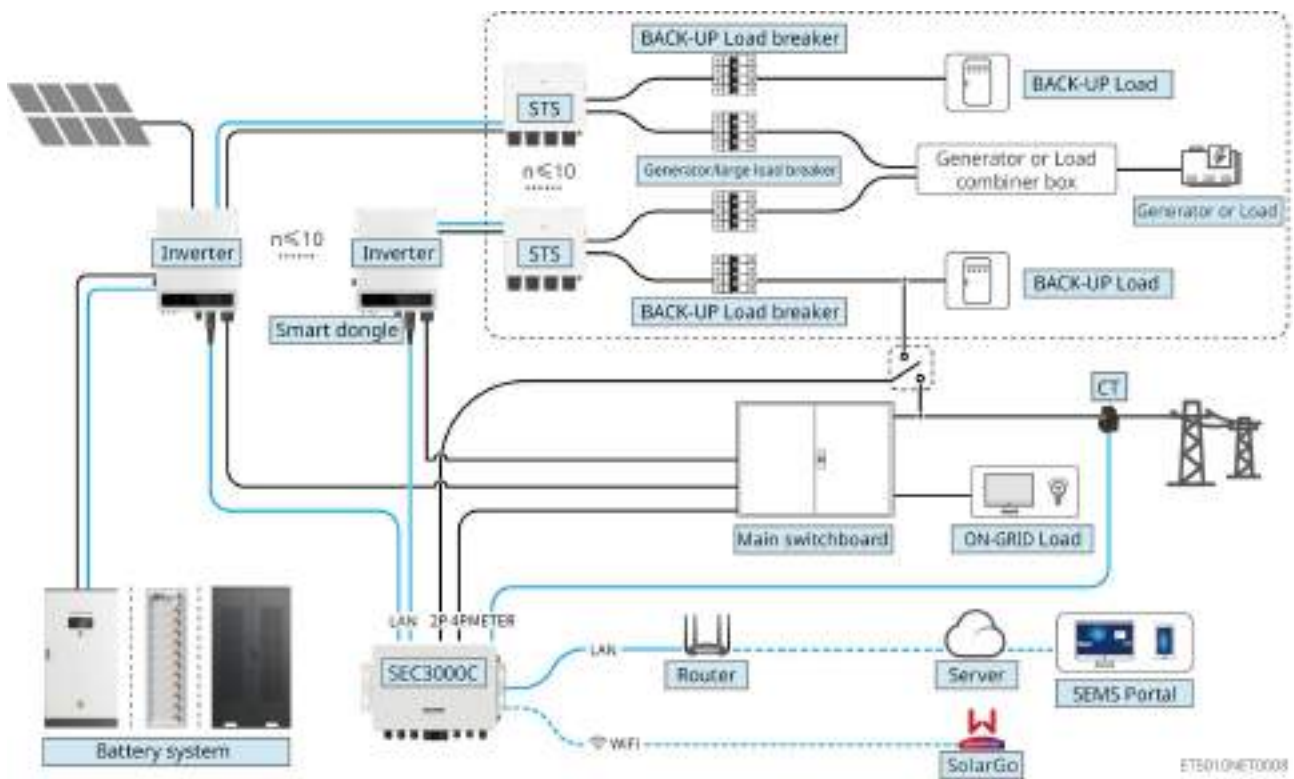 BACK-UP Load breaker
STS
BACK-UP Load
n≤10
Generator/large load breaker
Generator or Load
combiner box
Generator or Load
Inverter
n≤10
Inverter
STS
BACK-UP Load
BACK-UP Load breaker
Smart dongle
CT
Main switchboard
ON-GRID Load
LAN 2P 4P METER
SEC3000C
LAN
Router
Server
SEMS Portal
WiFi
SolarGo
Battery system
ET5010NET0008